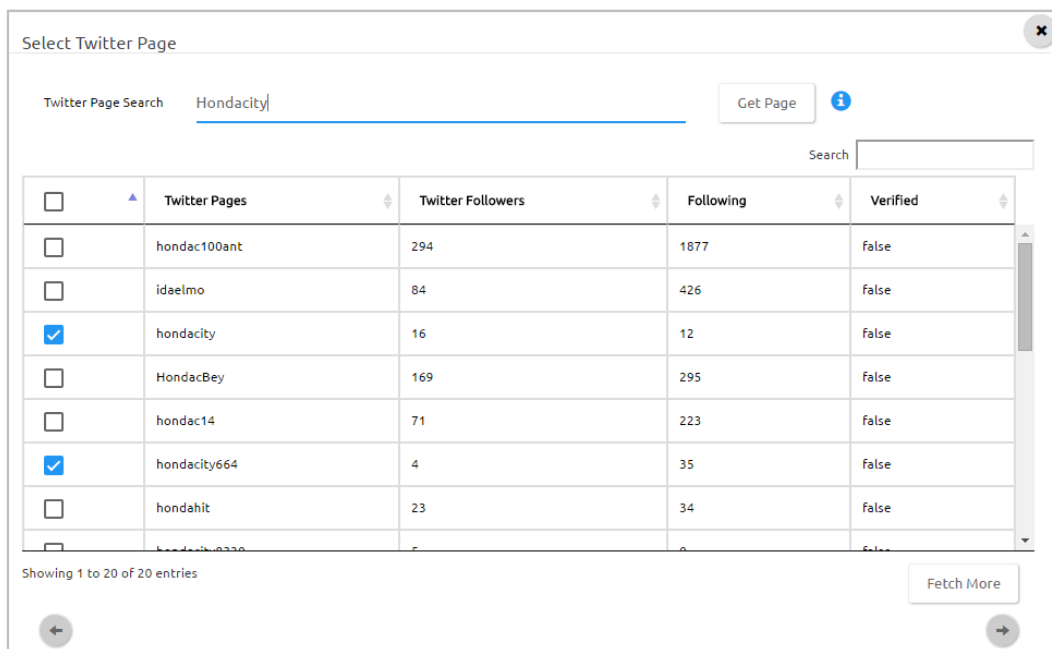 Select Twitter Page
Twitter Page Search Hondacity Get Page
Search
Twitter Pages Twitter Followers Following Verified
hondac100ant 294 1877 false
idaelmo 84 426 false
hondacity 16 12 false
HondacBey 169 295 false
hondac14 71 223 false
hondacity664 4 35 false
hondahit 23 34 false
Showing 1 to 20 of 20 entries
Fetch More